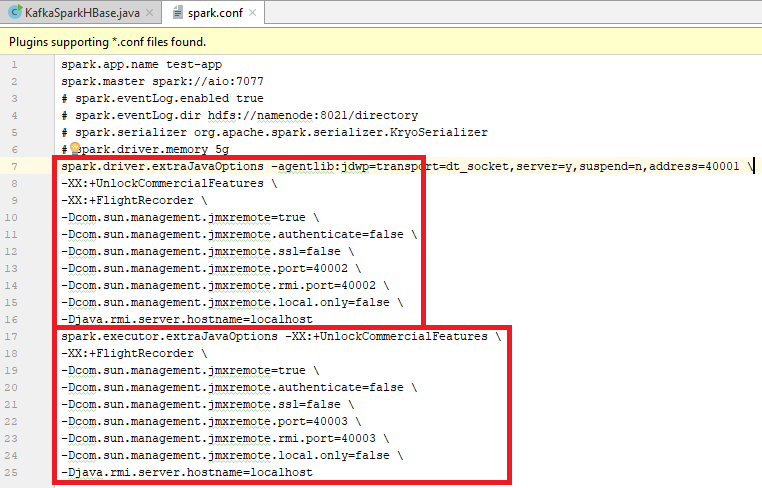 KafkaSparkHBase.java
spark.conf
Plugins supporting *.conf files found.
1 spark.app.name test-app
2 spark.master spark://aio:7077
3 # spark.eventLog.enabled true
4 # spark.eventLog.dir hdfs://namenode:8021/directory
5 # spark.serializer org.apache.spark.serializer.KryoSerializer
6 # spark.driver.memory 5g
7 spark.driver.extraJavaOptions -agentlib:jdwp=transport=dt_socket,server=y,suspend=n,address=40001 \
8 -XX:+UnlockCommercialFeatures \
9 -XX:+FlightRecorder \
10 -Dcom.sun.management.jmxremote=true \
11 -Dcom.sun.management.jmxremote.authenticate=false \
12 -Dcom.sun.management.jmxremote.ssl=false \
13 -Dcom.sun.management.jmxremote.port=40002 \
14 -Dcom.sun.management.jmxremote.rmi.port=40002 \
15 -Dcom.sun.management.jmxremote.local.only=false \
16 -Djava.rmi.server.hostname=localhost
17 spark.executor.extraJavaOptions -XX:+UnlockCommercialFeatures \
18 -XX:+FlightRecorder \
19 -Dcom.sun.management.jmxremote=true \
20 -Dcom.sun.management.jmxremote.authenticate=false \
21 -Dcom.sun.management.jmxremote.ssl=false \
22 -Dcom.sun.management.jmxremote.port=40003 \
23 -Dcom.sun.management.jmxremote.rmi.port=40003 \
24 -Dcom.sun.management.jmxremote.local.only=false \
25 -Djava.rmi.server.hostname=localhost